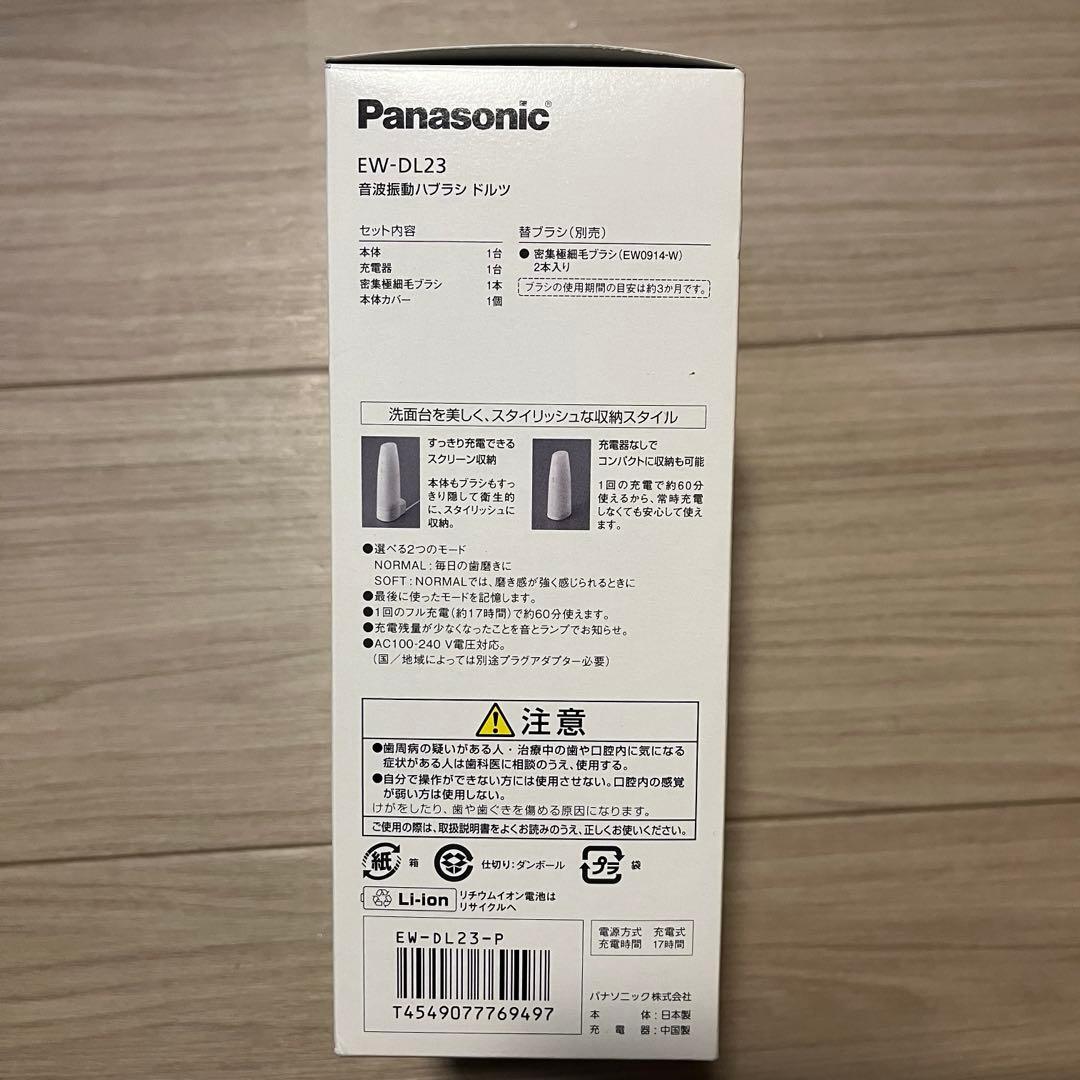 Panasonic®
EW-DL23
音波振動ハブラシ ドルツ
セット内容
本体 1台
充電器 1台
密集極細毛ブラシ 1本
本体カバー 1個
替ブラシ(別売)
●密集極細毛ブラシ(EW0914-W)
2本入り
ブラシの使用期間の目安は約3か月です。
洗面台を美しく、スタイリッシュな収納スタイル
すっきり充電できる
スクリーン収納
本体もブラシもすっ
きり隠して衛生的
に、スタイリッシュに
収納。
充電器なしで
コンパクトに収納も可能
1回の充電で約60分
使えるから、常時充電
しなくても安心して使え
ます。
●選べる2つのモード
NORMAL:毎日の歯磨きに
SOFT:NORMALでは、磨き感が強く感じられるときに
●最後に使ったモードを記憶します。
●1回のフル充電(約17時間)で約60分使えます。
●充電残量が少なくなったことを音とランプでお知らせ。
●AC100-240 V電圧対応。
(国/地域によっては別途プラグアダプター必要)
注意
●歯周病の疑いがある人・治療中の歯や口腔内に気になる
症状がある人は歯科医に相談のうえ、使用する。
●自分で操作ができない方には使用させない。口腔内の感覚
が弱い方は使用しない。
けがをしたり、歯や歯ぐきを傷める原因になります。
ご使用の際は、取扱説明書をよくお読みのうえ、正しくお使いください。
紙 箱 仕切り:ダンボール プラ 袋
Li-ion リチウムイオン電池は
リサイクルへ
EW-DL23-P
T4549077769497
電源方式 充電式
充電時間 17時間
パナソニック株式会社
本体:日本製
充電器:中国製